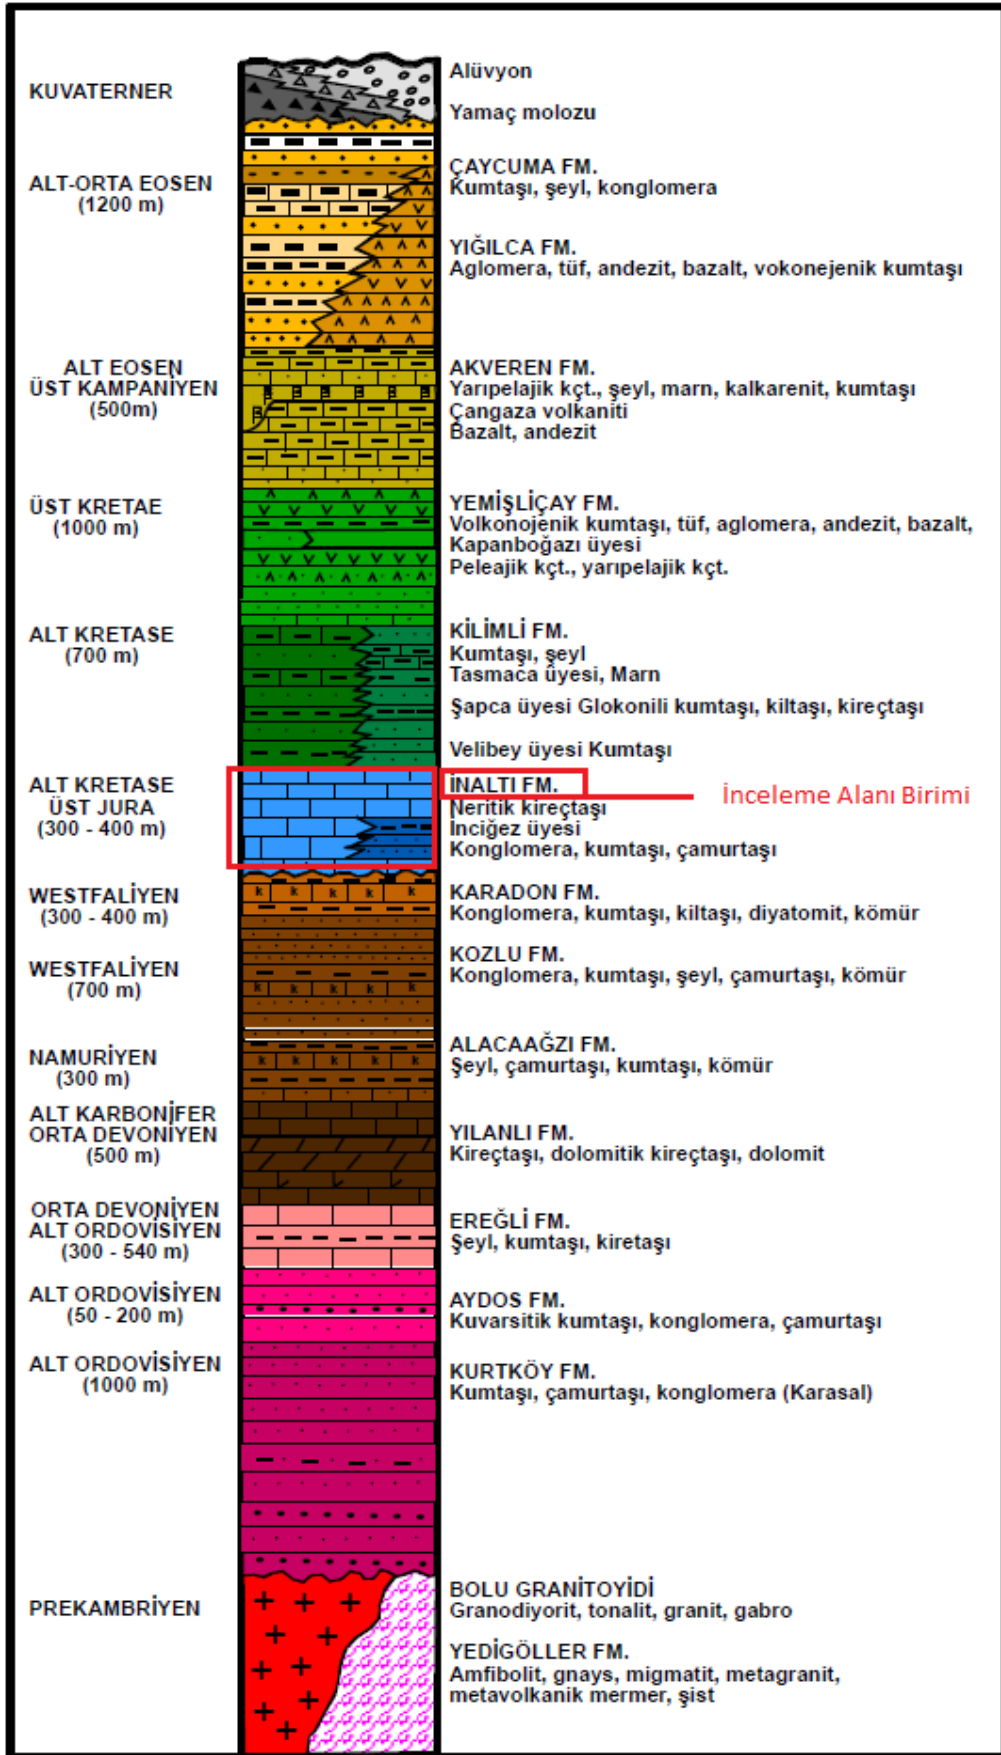 KUVATERNER
Alüvyon
Yamaç molozu
ALT-ORTA EOSEN
(1200 m)
ÇAYCUMA FM.
Kumtaşı, şeyl, konglomera
YIĞILCA FM.
Aglomera, tüf, andezit, bazalt, vokonejenik kumtaşı
ALT EOSEN
ÜST KAMPANİYEN
(500m)
AKVEREN FM.
Yarıpelajik kçt., şeyl, marn, kalkarenit, kumtaşı
Çangaza volkaniti
Bazalt, andezit
ÜST KRETAE
(1000 m)
YEMİŞLİÇAY FM.
Volkonojenik kumtaşı, tüf, aglomera, andezit, bazalt,
Kapanboğazı üyesi
Peleajik kçt., yarıpelajik kçt.
ALT KRETASE
(700 m)
KİLİMLİ FM.
Kumtaşı, şeyl
Tasmaca üyesi, Marn
Şapca üyesi Glokonili kumtaşı, kiltaşı, kireçtaşı
Velibey üyesi Kumtaşı
ALT KRETASE
ÜST JURA
(300 - 400 m)
İNALTI FM.
Neritik kireçtaşı
İnciğez üyesi
Konglomera, kumtaşı, çamurtaşı
İnceleme Alanı Birimi
WESTFALİYEN
(300 - 400 m)
KARADON FM.
Konglomera, kumtaşı, kiltaşı, diyatomit, kömür
k k k k k
WESTFALİYEN
(700 m)
KOZLU FM.
Konglomera, kumtaşı, şeyl, çamurtaşı, kömür
k k k k k
NAMURİYEN
(300 m)
ALACAAĞZI FM.
Şeyl, çamurtaşı, kumtaşı, kömür
k k k k k
ALT KARBONİFER
ORTA DEVONİYEN
(500 m)
YILANLI FM.
Kireçtaşı, dolomitik kireçtaşı, dolomit
ORTA DEVONİYEN
ALT ORDOVİSİYEN
(300 - 540 m)
EREĞLİ FM.
Şeyl, kumtaşı, kiretaşı
ALT ORDOVİSİYEN
(50 - 200 m)
AYDOS FM.
Kuvarsitik kumtaşı, konglomera, çamurtaşı
ALT ORDOVİSİYEN
(1000 m)
KURTKÖY FM.
Kumtaşı, çamurtaşı, konglomera (Karasal)
PREKAMBRİYEN
BOLU GRANİTOYİDİ
Granodiyorit, tonalit, granit, gabro
YEDİGÖLLER FM.
Amfibolit, gnays, migmatit, metagranit,
metavolkanik mermer, şist